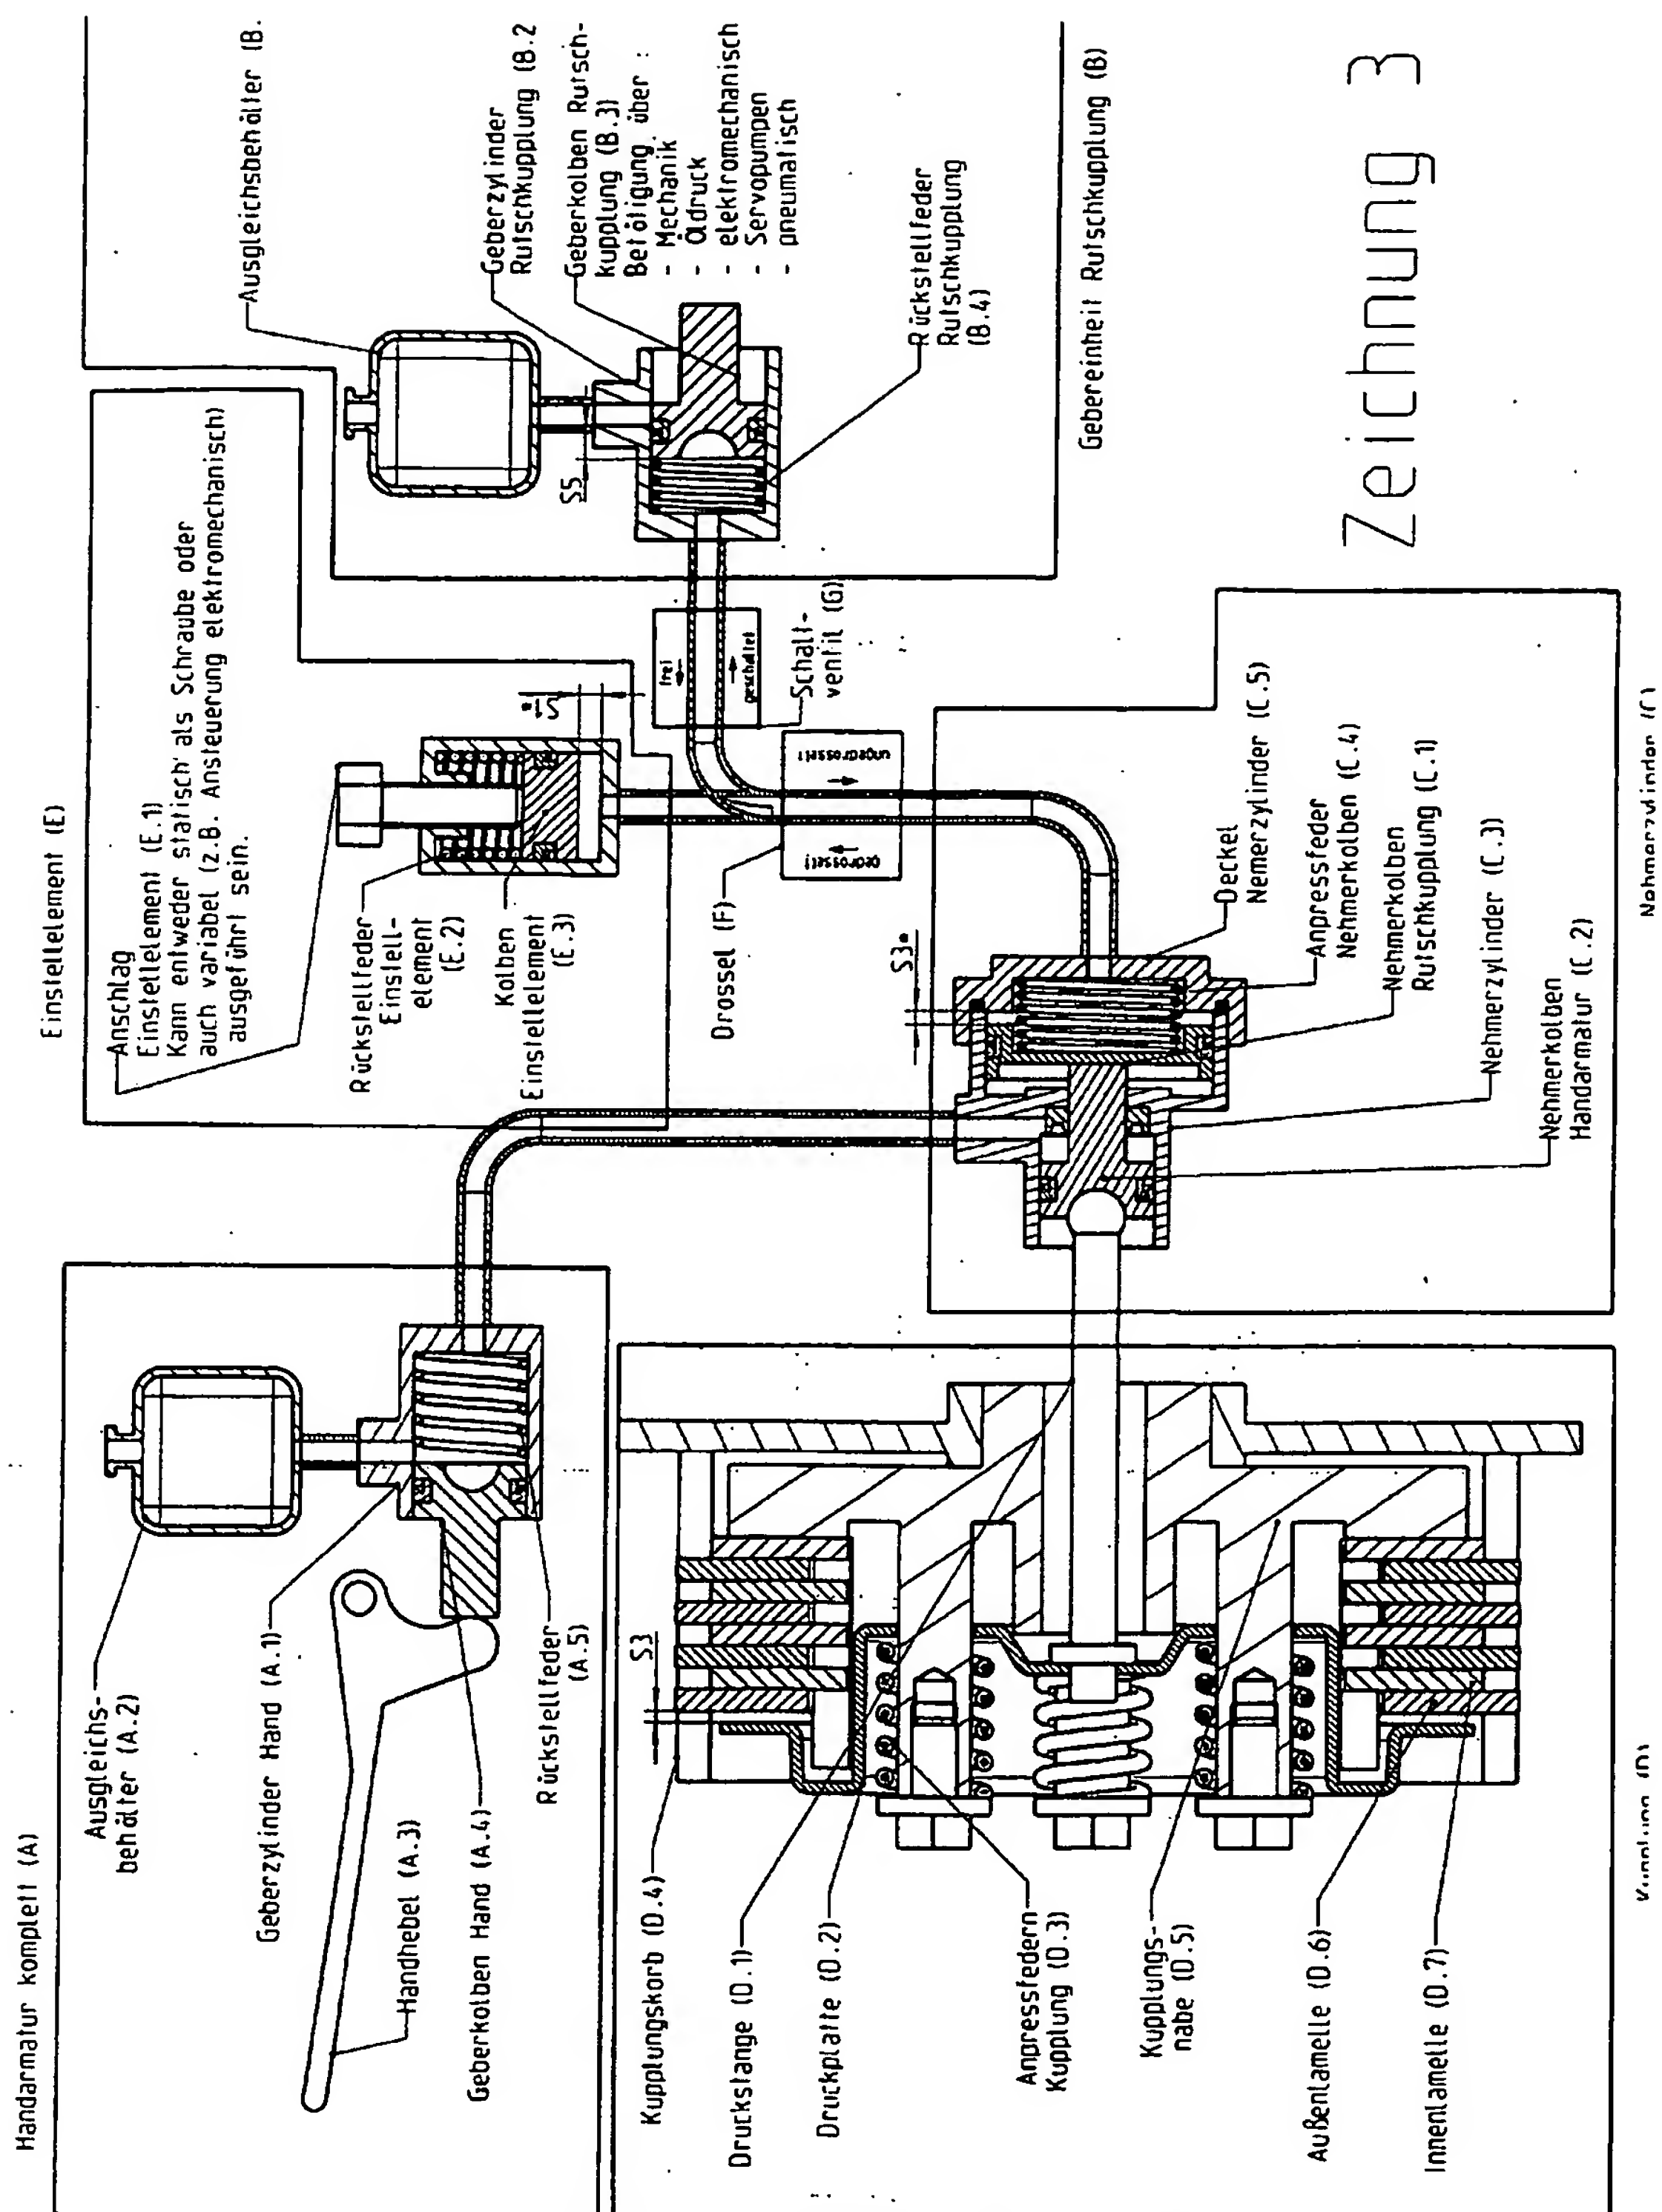 Handarmatur komplett (A)
Ausgleichs-
behälter (A.2)
Geberzylinder Hand (A.1)
Handhebel (A.3)
Geberkolben Hand (A.4)
Rückstellfeder
(A.5)
Einstellelement (E)
Anschlag
Einstellelement (E.1)
Kann entweder statisch als Schraube oder
auch variabel (z.B. Ansteuerung elektromechanisch)
ausgeführt sein.
Rückstellfeder
Einstell-
element
(E.2)
Kolben
Einstellelement
(E.3)
S1*
Ausgleichsbehälter (B.
Geberzylinder
Rutschkupplung (B.2
Geberkolben Rutsch-
kupplung (B.3)
Betätigung über :
- Mechanik
- Öldruck
- elektromechanisch
- Servopumpen
- pneumatisch
S5
Rückstellfeder
Rutschkupplung
(B.4)
Gebereinheit Rutschkupplung (B)
frei
geschaltet
Schalt-
ventil (G)
Drossel (F)
ungedrosselt
gedrosselt
S3*
Deckel
Nemerzylinder (C.5)
Anpressfeder
Nehmerkolben (C.4)
Nehmerkolben
Rutschkupplung (C.1)
Nehmerzylinder (C.3)
Nehmerkolben
Handarmatur (C.2)
Nehmerzylinder (C)
S3
Kupplungskorb (D.4)
Druckstange (D.1)
Druckplatte (D.2)
Anpressfedern
Kupplung (D.3)
Kupplungs-
nabe (D.5)
Außenlamelle (D.6)
Innenlamelle (D.7)
Kupplung (D)
Zeichnung 3